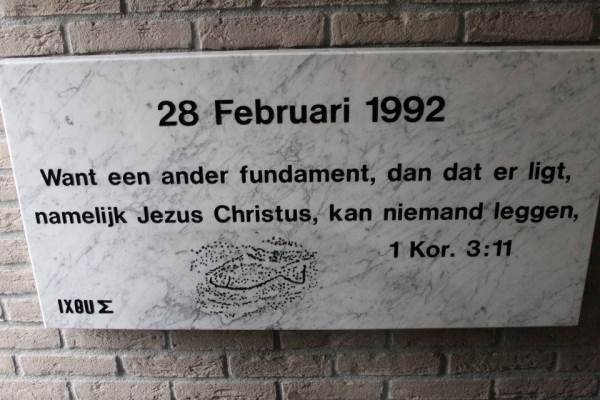 28 Februari 1992
Want een ander fundament, dan dat er ligt,
namelijk Jezus Christus, kan niemand leggen,
1 Kor. 3:11
ΙΧΘΥΣ